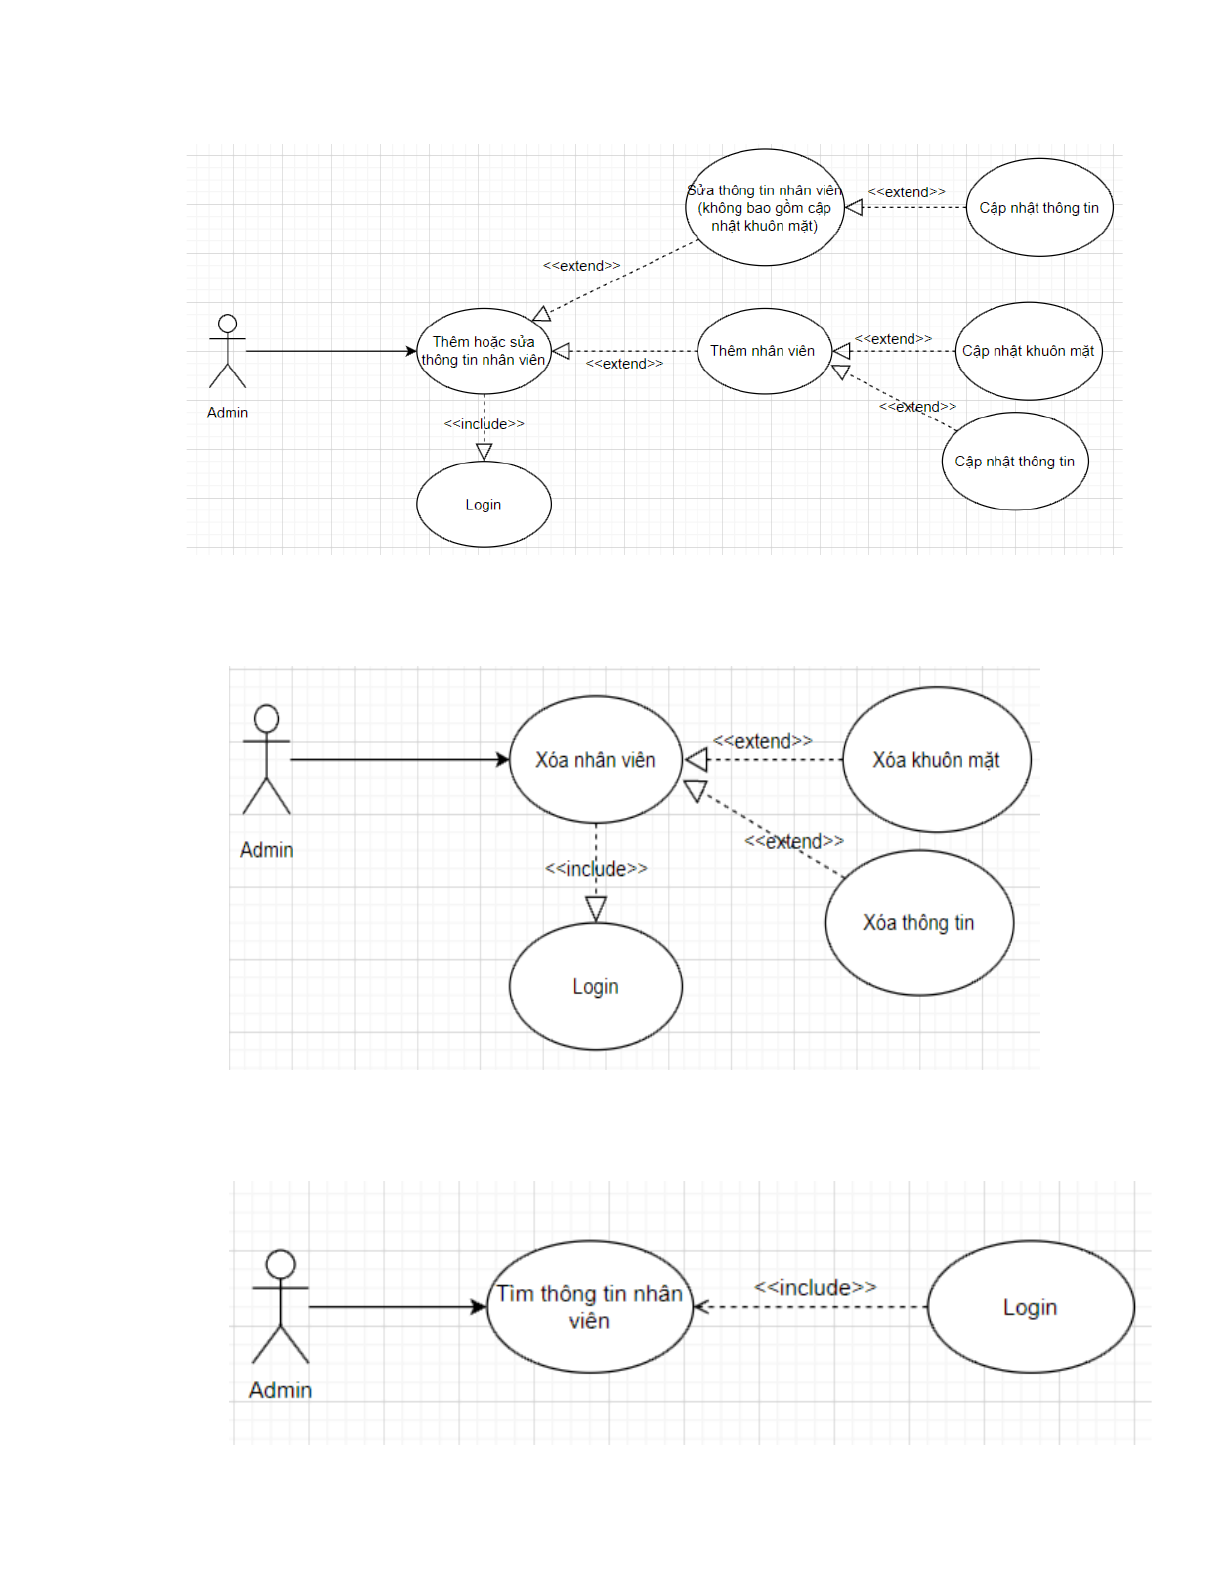 Sửa thông tin nhân viên
(không bao gồm cập
nhật khuôn mặt)
<<extend>>
Cập nhật thông tin
<<extend>>
Admin
Thêm hoặc sửa
thông tin nhân viên
<<extend>>
Thêm nhân viên
<<extend>>
Cập nhật khuôn mặt
<<extend>>
Cập nhật thông tin
<<include>>
Login
Admin
Xóa nhân viên
<<extend>>
Xóa khuôn mặt
<<extend>>
Xóa thông tin
<<include>>
Login
Admin
Tìm thông tin nhân
viên
<<include>>
Login